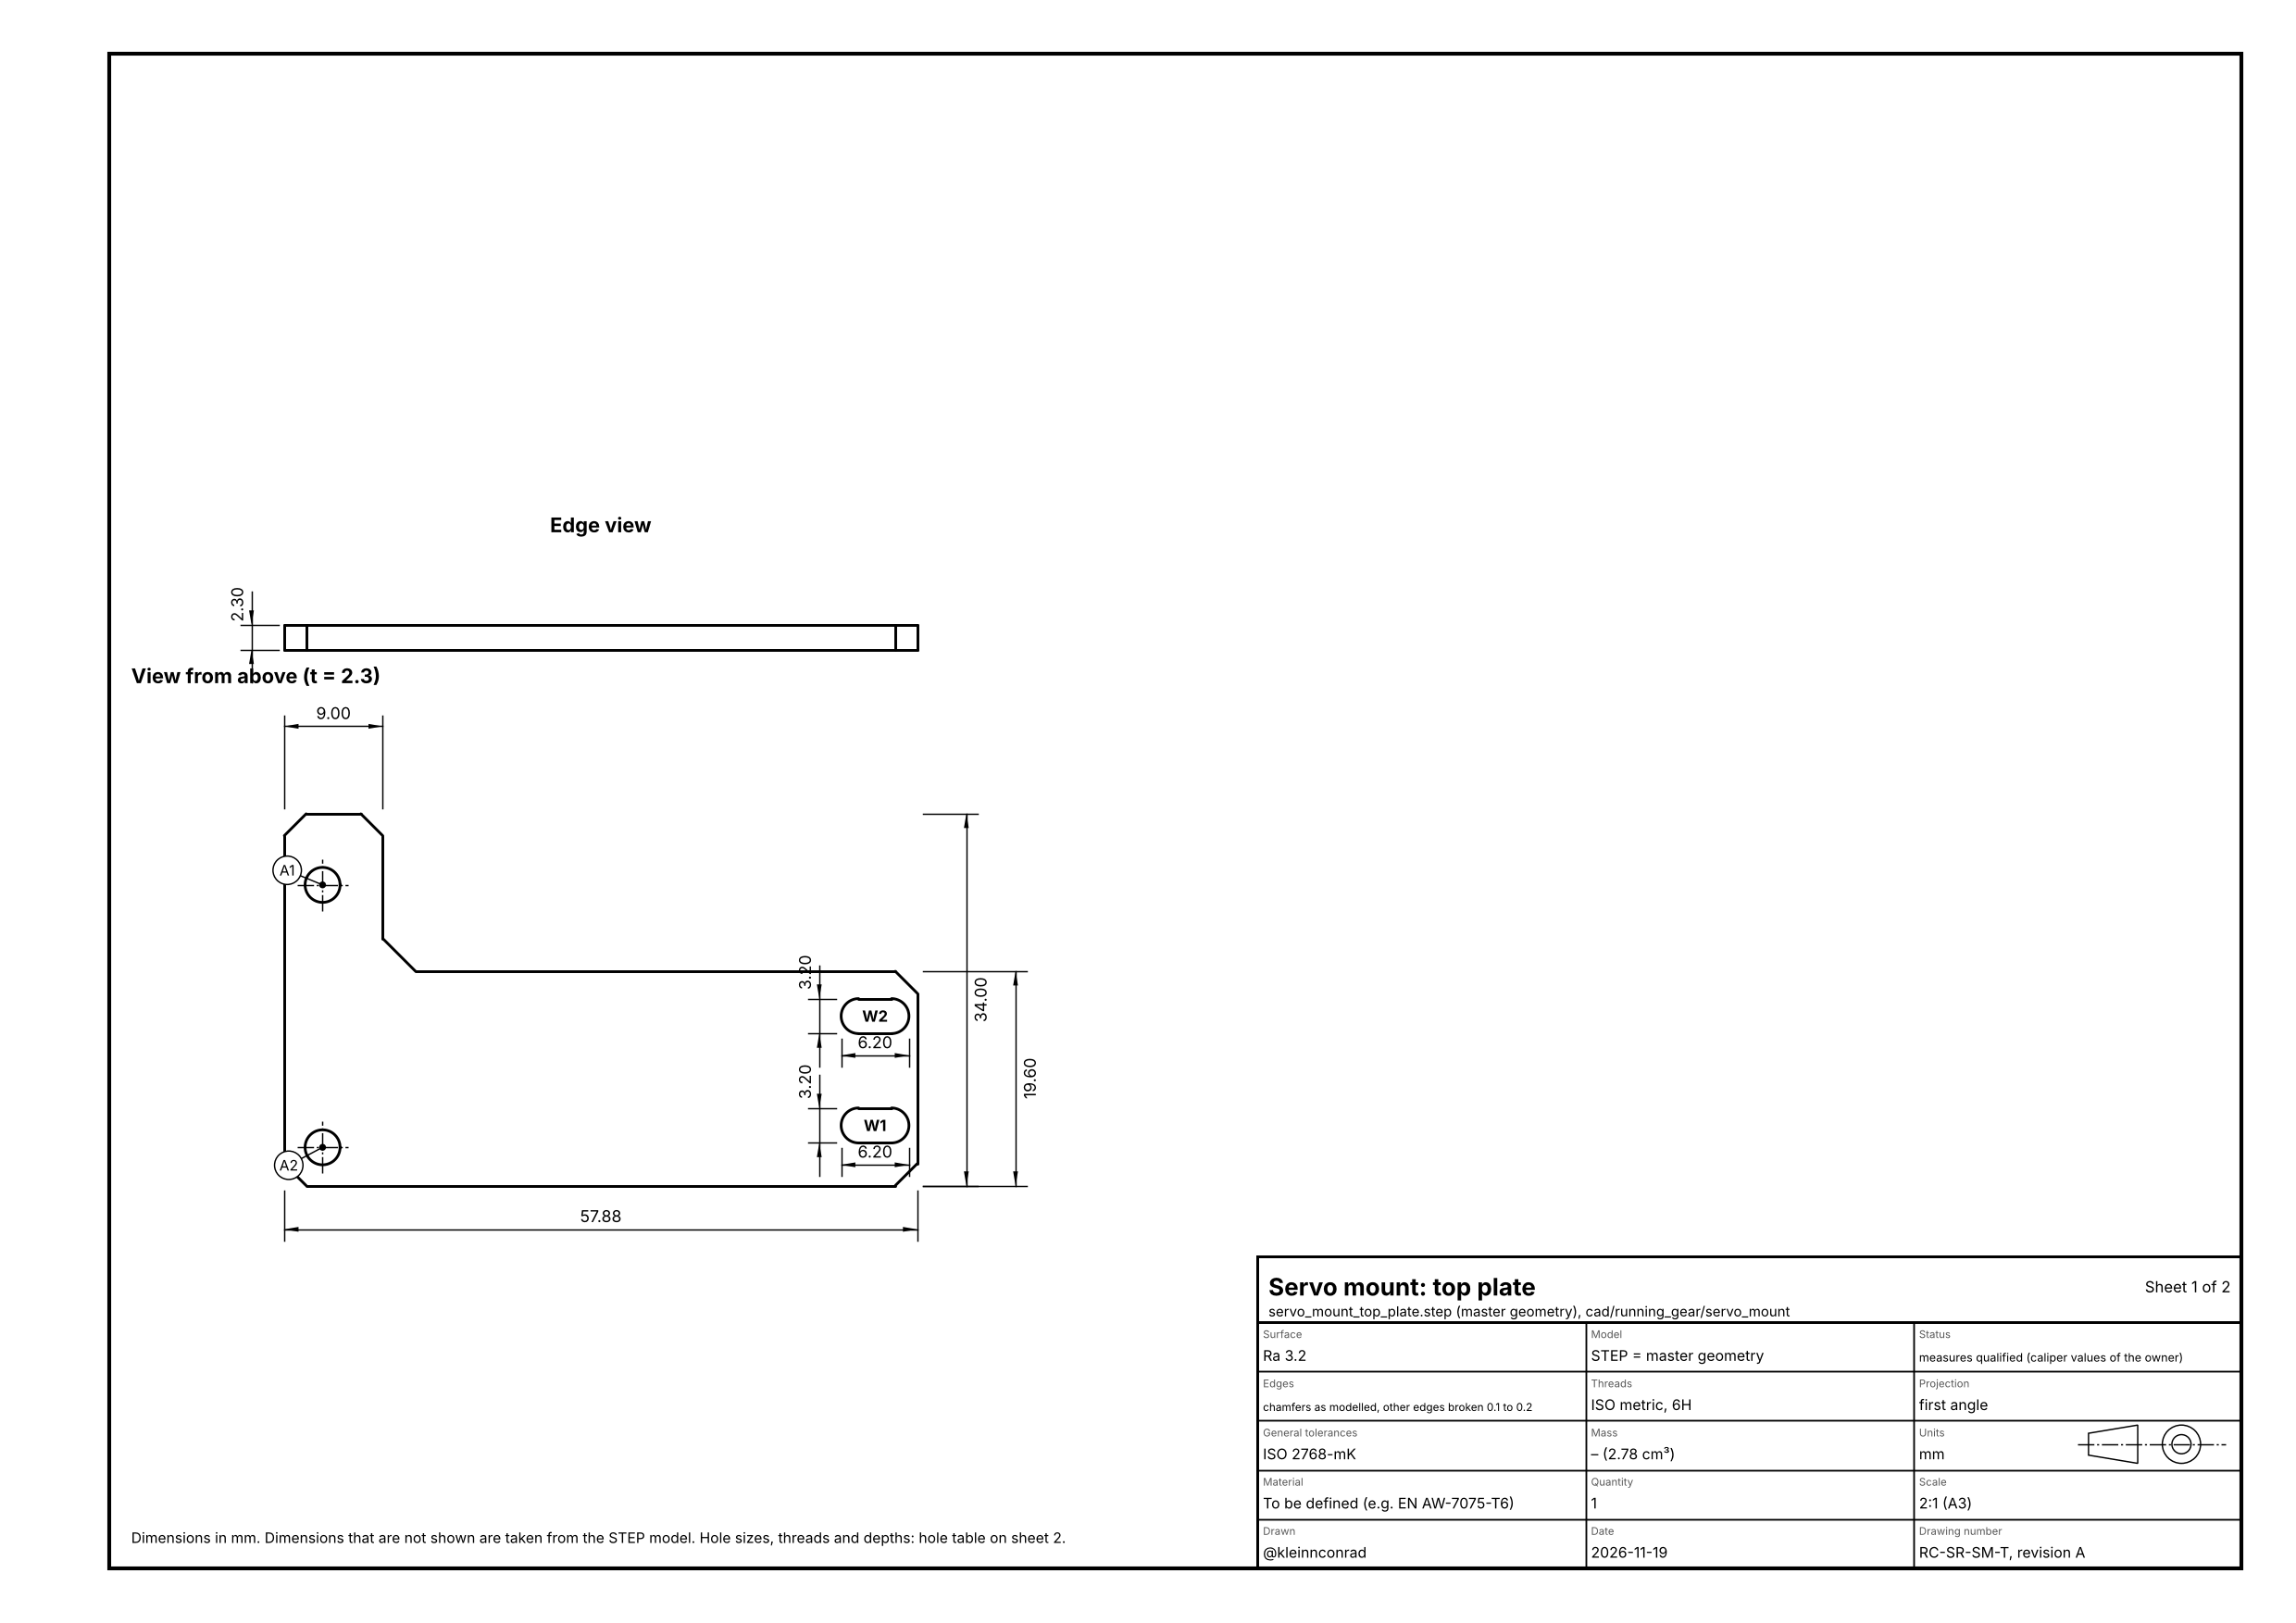 Edge view
2.30
View from above (t = 2.3)
9.00
A1
3.20
W2
6.20
34.00
3.20
19.60
W1
6.20
A2
57.88
Servo mount: top plate
Sheet 1 of 2
servo_mount_top_plate.step (master geometry), cad/running_gear/servo_mount
Surface
Ra 3.2
Model
STEP = master geometry
Status
measures qualified (caliper values of the owner)
Edges
chamfers as modelled, other edges broken 0.1 to 0.2
Threads
ISO metric, 6H
Projection
first angle
General tolerances
ISO 2768-mK
Mass
– (2.78 cm³)
Units
mm
Material
To be defined (e.g. EN AW-7075-T6)
Quantity
1
Scale
2:1 (A3)
Drawn
@kleinnconrad
Date
2026-11-19
Drawing number
RC-SR-SM-T, revision A
Dimensions in mm. Dimensions that are not shown are taken from the STEP model. Hole sizes, threads and depths: hole table on sheet 2.